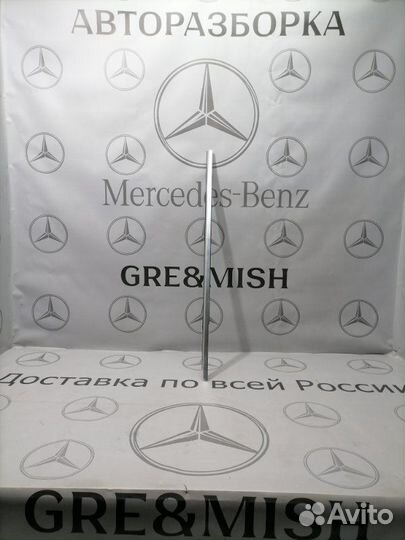 АВТОРАЗБОРКА
Mercedes-Benz
GRE&MISH
Доставка по всей России
GRE&MISH
Avito